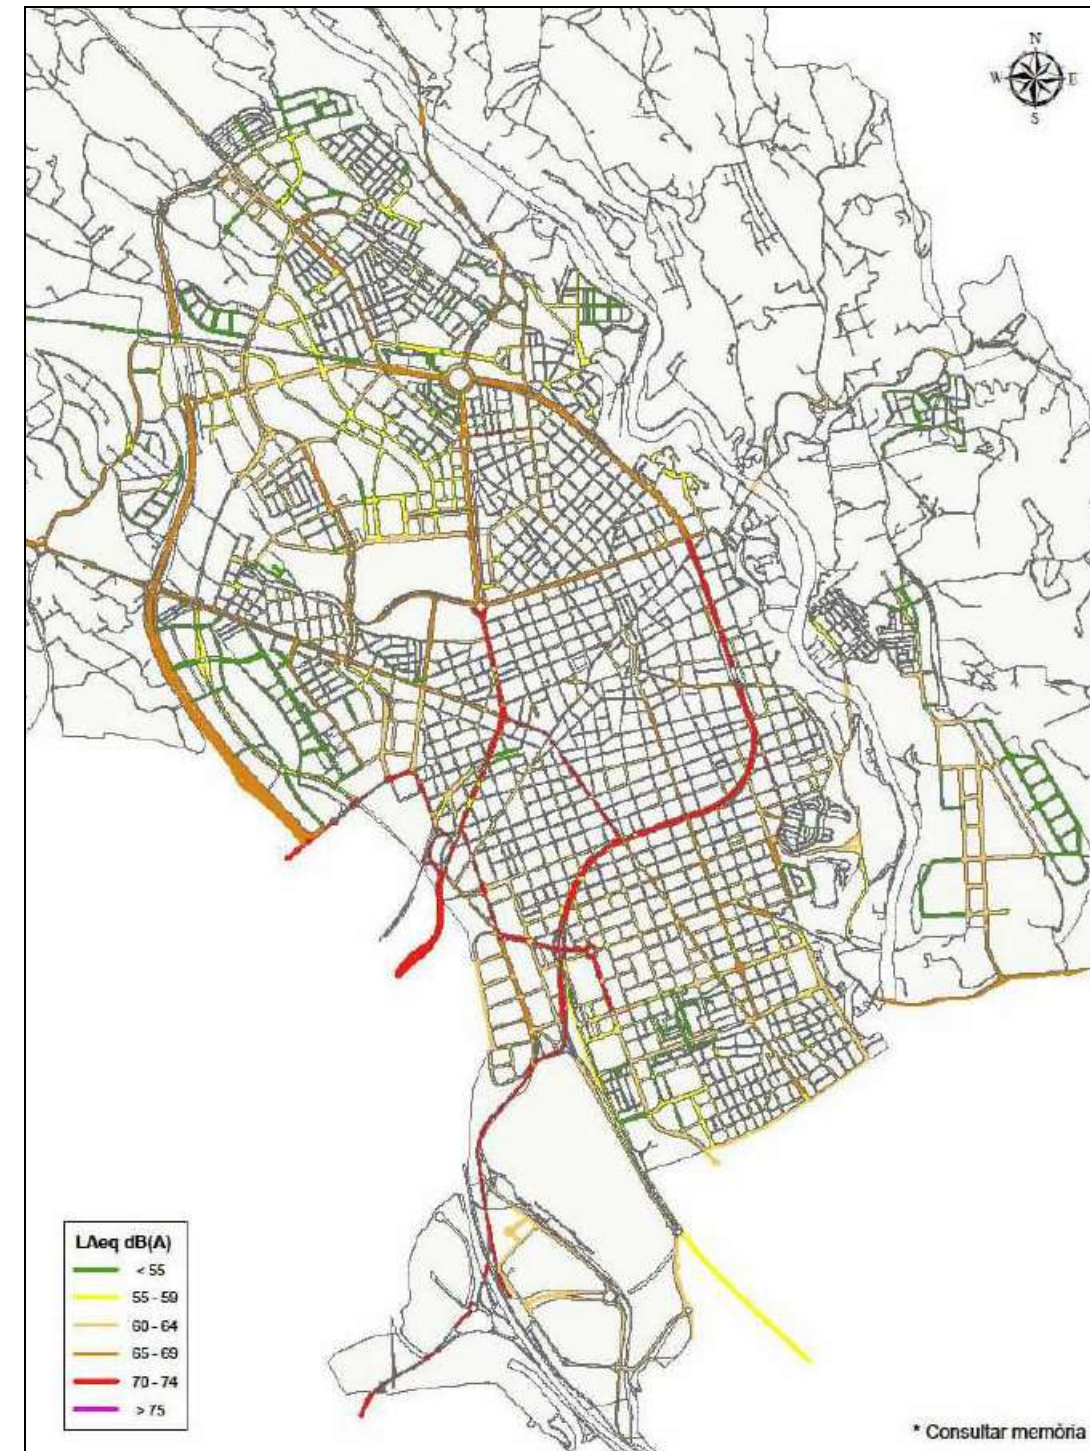 N
W E
S
LAeq dB(A)
< 55
55 - 59
60 - 64
65 - 69
70 - 74
> 75
* Consultar memòria